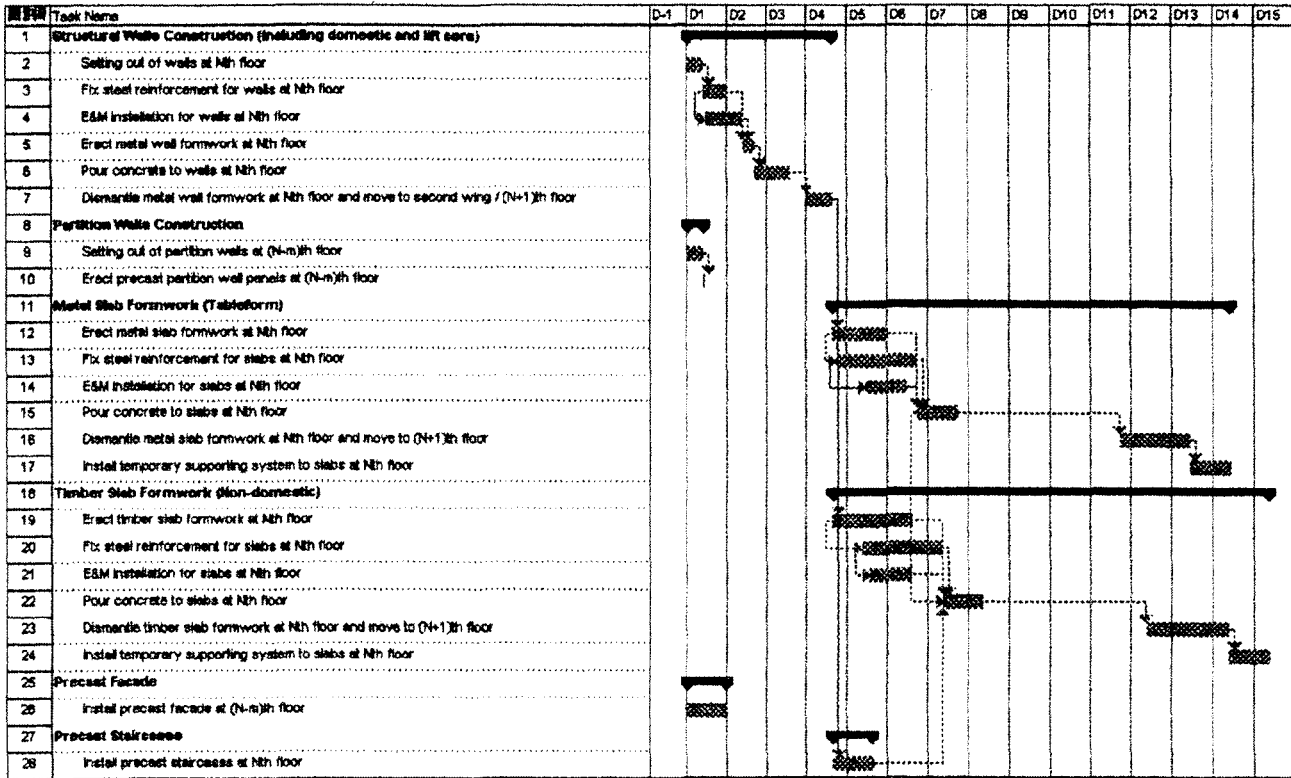 Task Name D-1 D1 D2 D3 D4 D5 D6 D7 D8 D9 D10 D11 D12 D13 D14 D15
1 Structural Walls Construction (including domestic and lift core)
2 Setting out of walls at Nth floor
3 Fix steel reinforcement for walls at Nth floor
4 E&M installation for walls at Nth floor
5 Erect metal wall formwork at Nth floor
6 Pour concrete to walls at Nth floor
7 Dismantle metal wall formwork at Nth floor and move to second wing / (N+1)th floor
8 Partition Walls Construction
9 Setting out of partition walls at (N-m)th floor
10 Erect precast partition wall panels at (N-m)th floor
11 Metal Slab Formwork (Tableform)
12 Erect metal slab formwork at Nth floor
13 Fix steel reinforcement for slabs at Nth floor
14 E&M installation for slabs at Nth floor
15 Pour concrete to slabs at Nth floor
16 Dismantle metal slab formwork at Nth floor and move to (N+1)th floor
17 Install temporary supporting system to slabs at Nth floor
18 Timber Slab Formwork (Non-domestic)
19 Erect timber slab formwork at Nth floor
20 Fix steel reinforcement for slabs at Nth floor
21 E&M installation for slabs at Nth floor
22 Pour concrete to slabs at Nth floor
23 Dismantle timber slab formwork at Nth floor and move to (N+1)th floor
24 Install temporary supporting system to slabs at Nth floor
25 Precast Facade
26 Install precast facade at (N-m)th floor
27 Precast Staircases
28 Install precast staircases at Nth floor